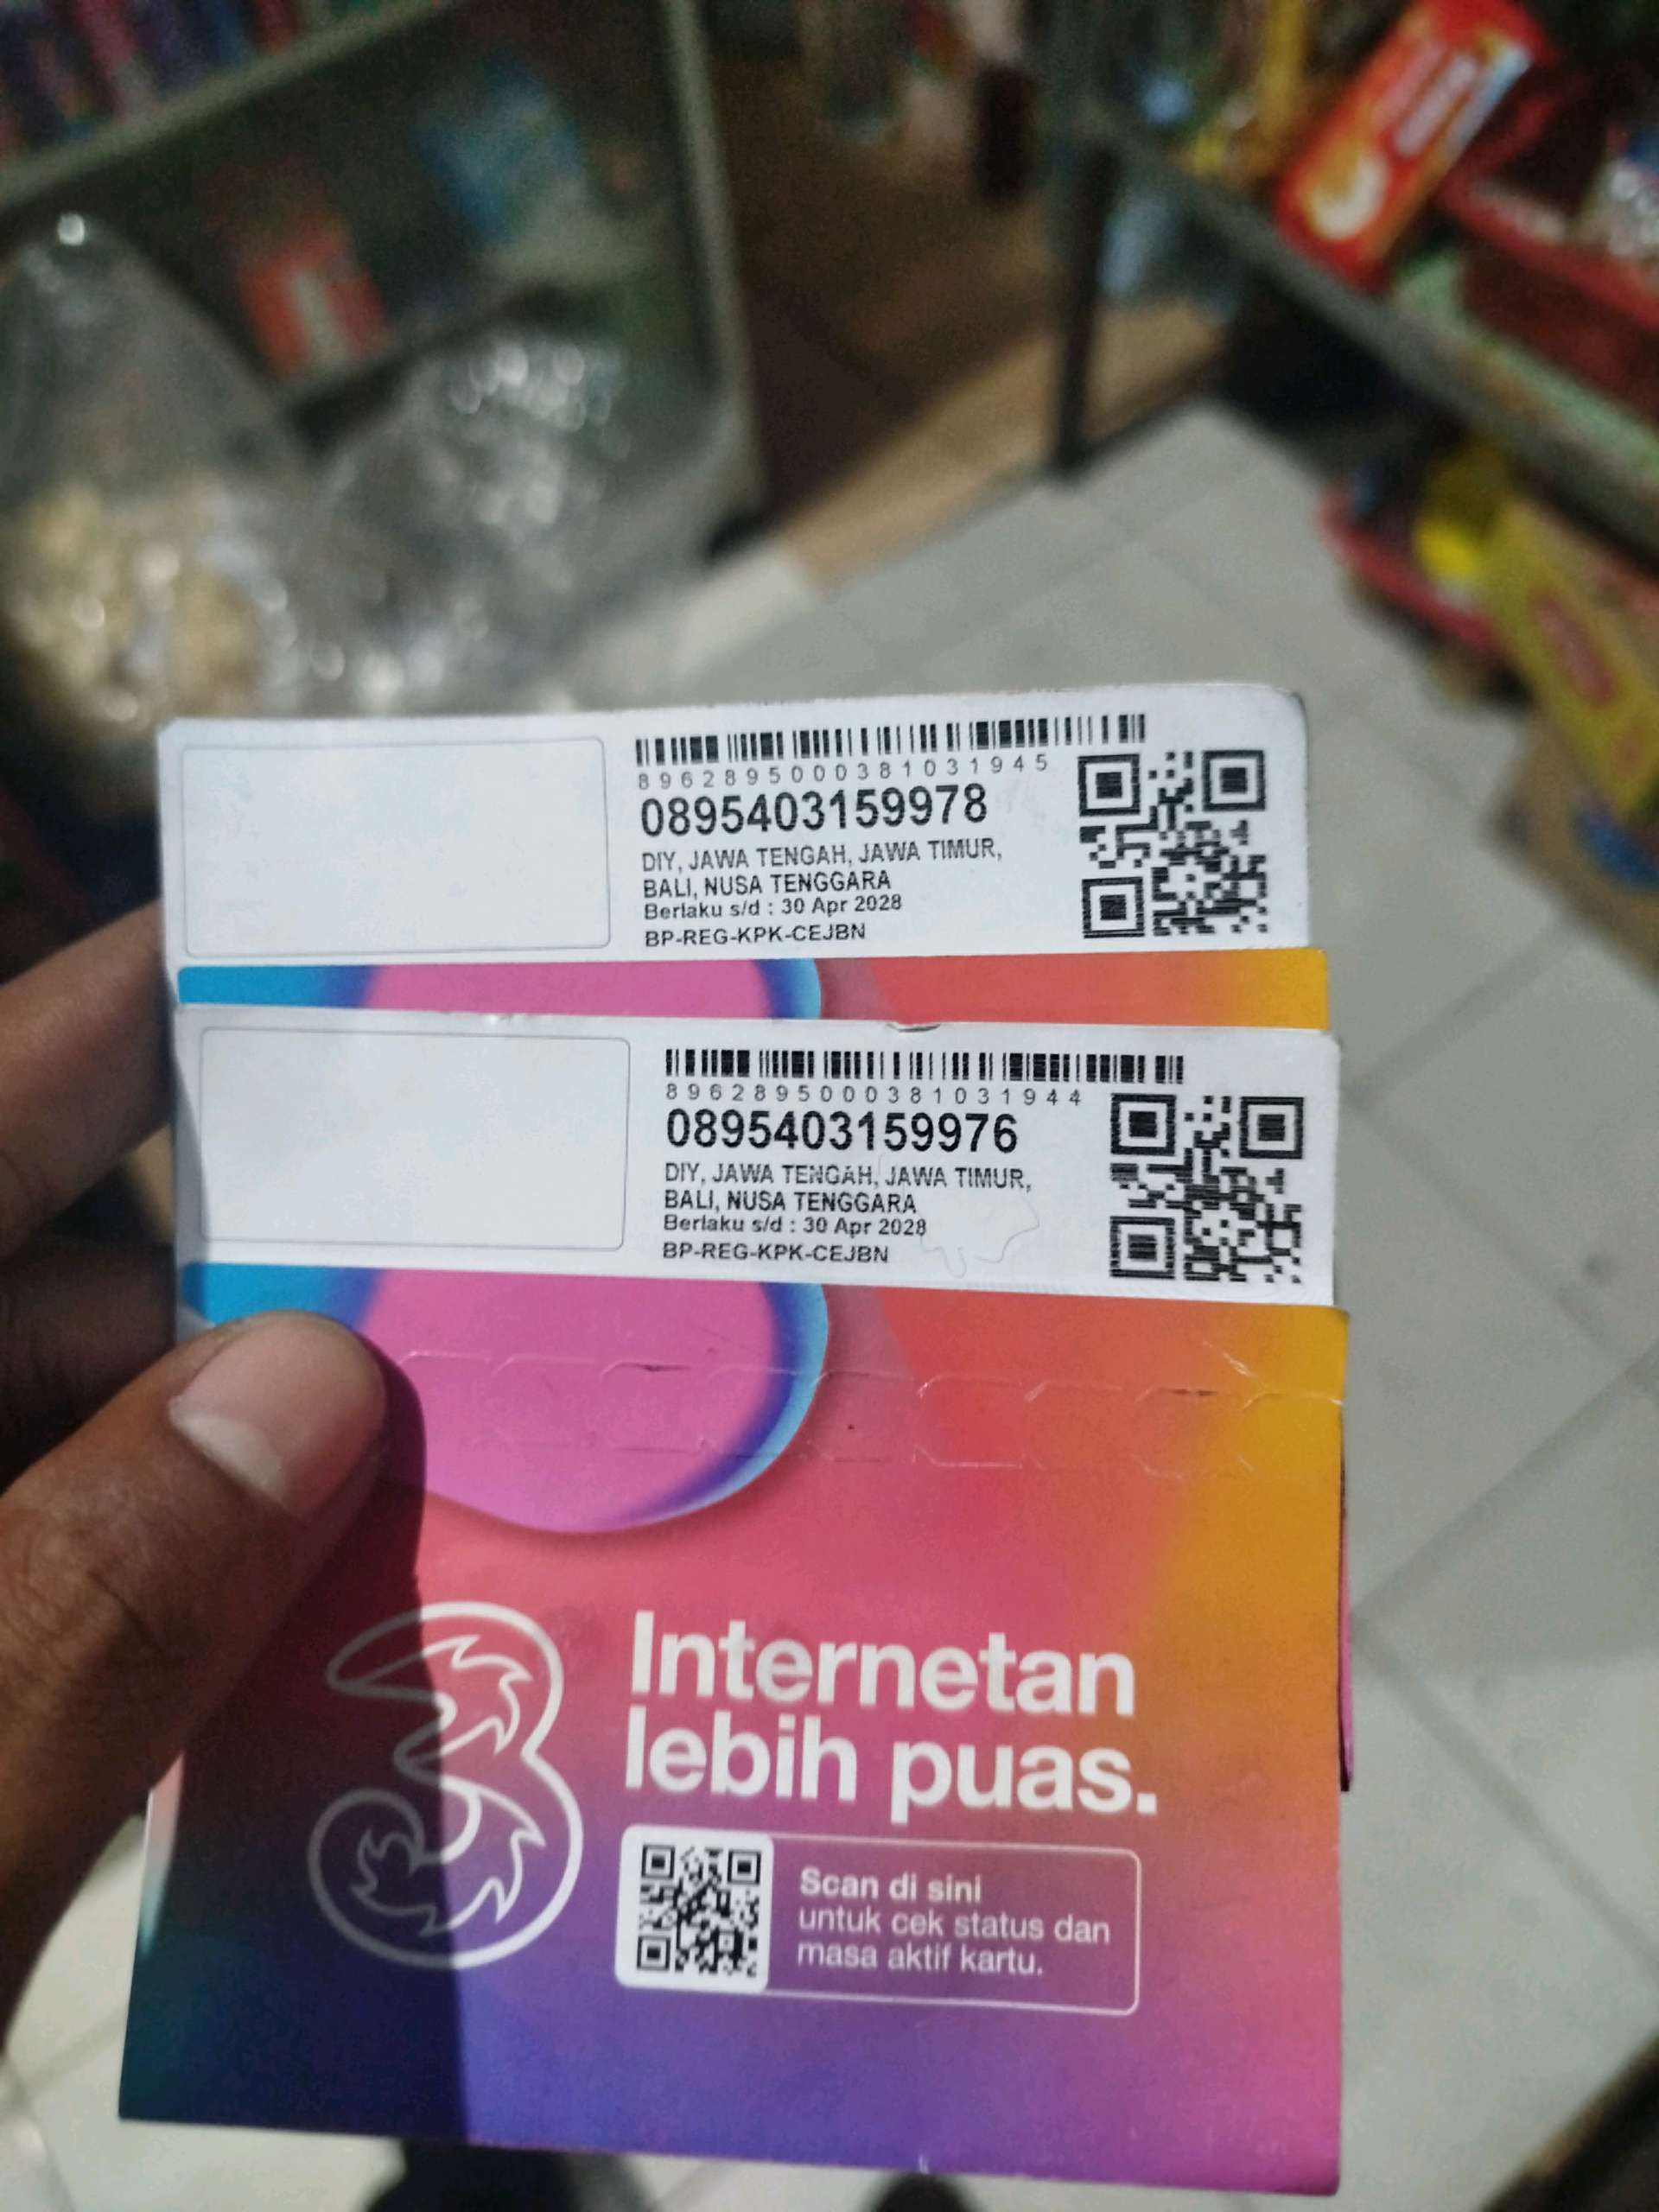 8962895000381031945
0895403159978
DIY, JAWA TENGAH, JAWA TIMUR,
BALI, NUSA TENGGARA
Berlaku s/d : 30 Apr 2028
BP-REG-KPK-CEJBN
8962895000381031944
0895403159976
DIY, JAWA TENGAH, JAWA TIMUR,
BALI, NUSA TENGGARA
Berlaku s/d : 30 Apr 2028
BP-REG-KPK-CEJBN
3
Internetan
lebih puas.
Scan di sini
untuk cek status dan
masa aktif kartu.